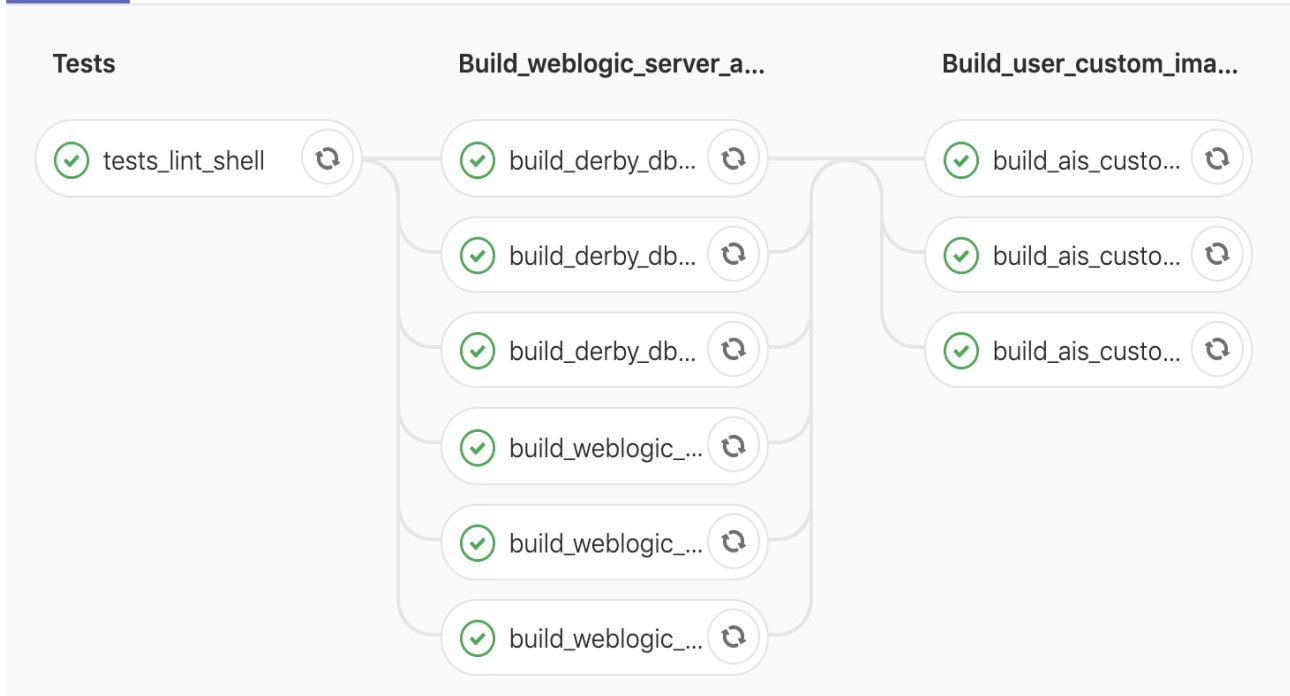 Tests
tests_lint_shell
Build_weblogic_server_a...
build_derby_db...
build_derby_db...
build_derby_db...
build_weblogic_...
build_weblogic_...
build_weblogic_...
Build_user_custom_ima...
build_ais_custo...
build_ais_custo...
build_ais_custo...